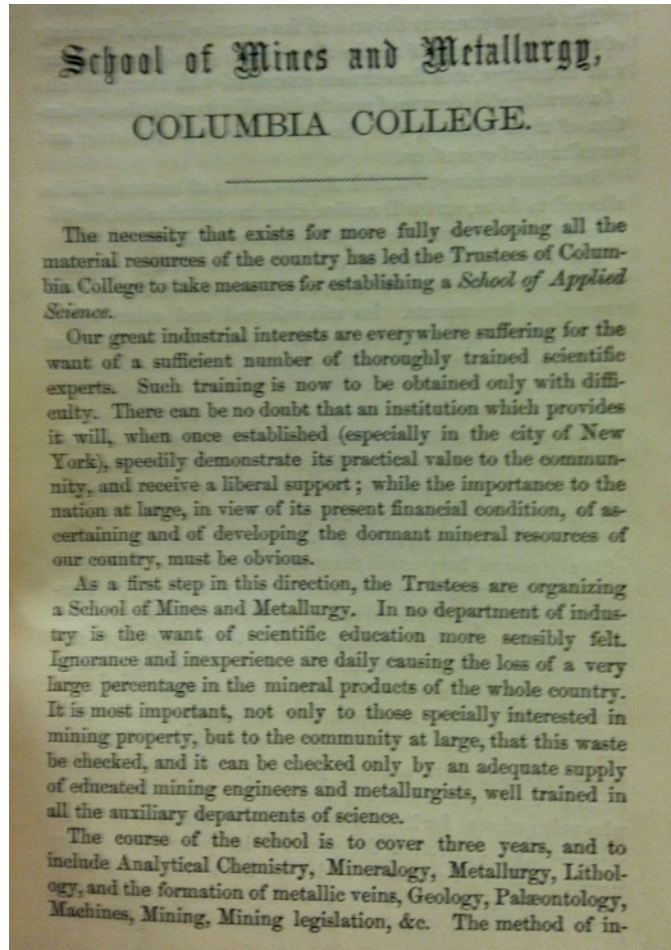 School of Mines and Metallurgy,
COLUMBIA COLLEGE.
The necessity that exists for more fully developing all the
material resources of the country has led the Trustees of Colum-
bia College to take measures for establishing a School of Applied
Science.
Our great industrial interests are everywhere suffering for the
want of a sufficient number of thoroughly trained scientific
experts. Such training is now to be obtained only with diffi-
culty. There can be no doubt that an institution which provides
it will, when once established (especially in the city of New
York), speedily demonstrate its practical value to the commun-
nity, and receive a liberal support; while the importance to the
nation at large, in view of its present financial condition, of as-
certaining and of developing the dormant mineral resources of
our country, must be obvious.
As a first step in this direction, the Trustees are organizing
a School of Mines and Metallurgy. In no department of indus-
try is the want of scientific education more sensibly felt.
Ignorance and inexperience are daily causing the loss of a very
large percentage in the mineral products of the whole country.
It is most important, not only to those specially interested in
mining property, but to the community at large, that this waste
be checked, and it can be checked only by an adequate supply
of educated mining engineers and metallurgists, well trained in
all the auxiliary departments of science.
The course of the school is to cover three years, and to
include Analytical Chemistry, Mineralogy, Metallurgy, Lithol-
ogy, and the formation of metallic veins, Geology, Palæontology,
Machines, Mining, Mining legislation, &c. The method of in-